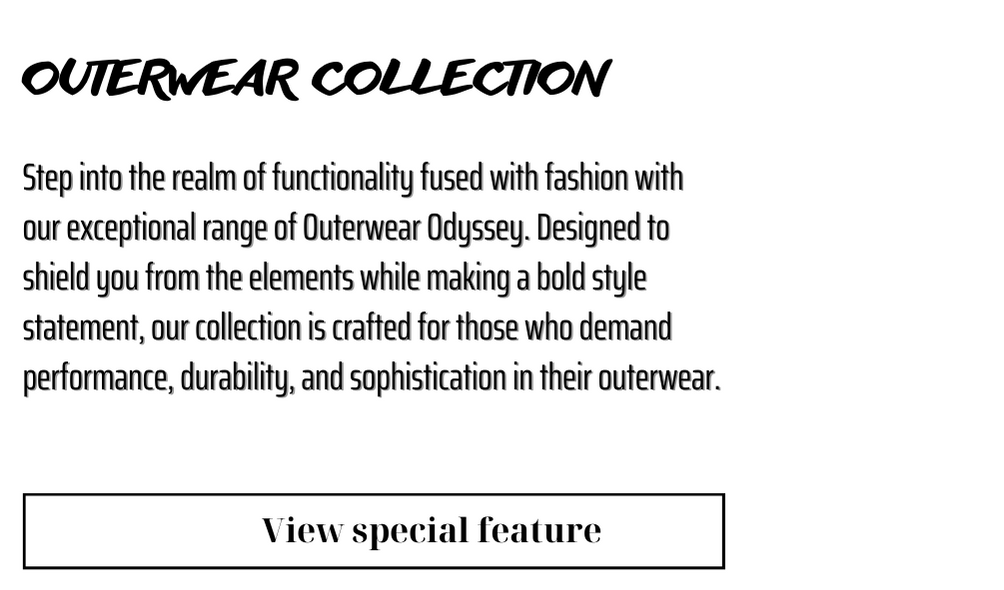 OUTERWEAR COLLECTION
Step into the realm of functionality fused with fashion with
our exceptional range of Outerwear Odyssey. Designed to
shield you from the elements while making a bold style
statement, our collection is crafted for those who demand
performance, durability, and sophistication in their outerwear.
View special feature